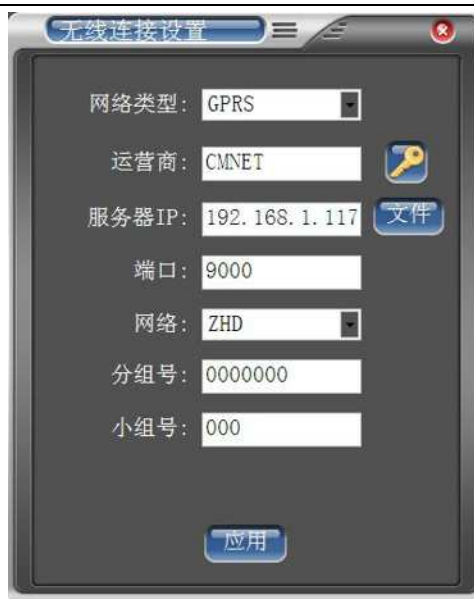 无线连接设置
网络类型: GPRS
运营商: CMNET
服务器IP: 192.168.1.117 文件
端口: 9000
网络: ZHD
分组号: 0000000
小组号: 000
应用